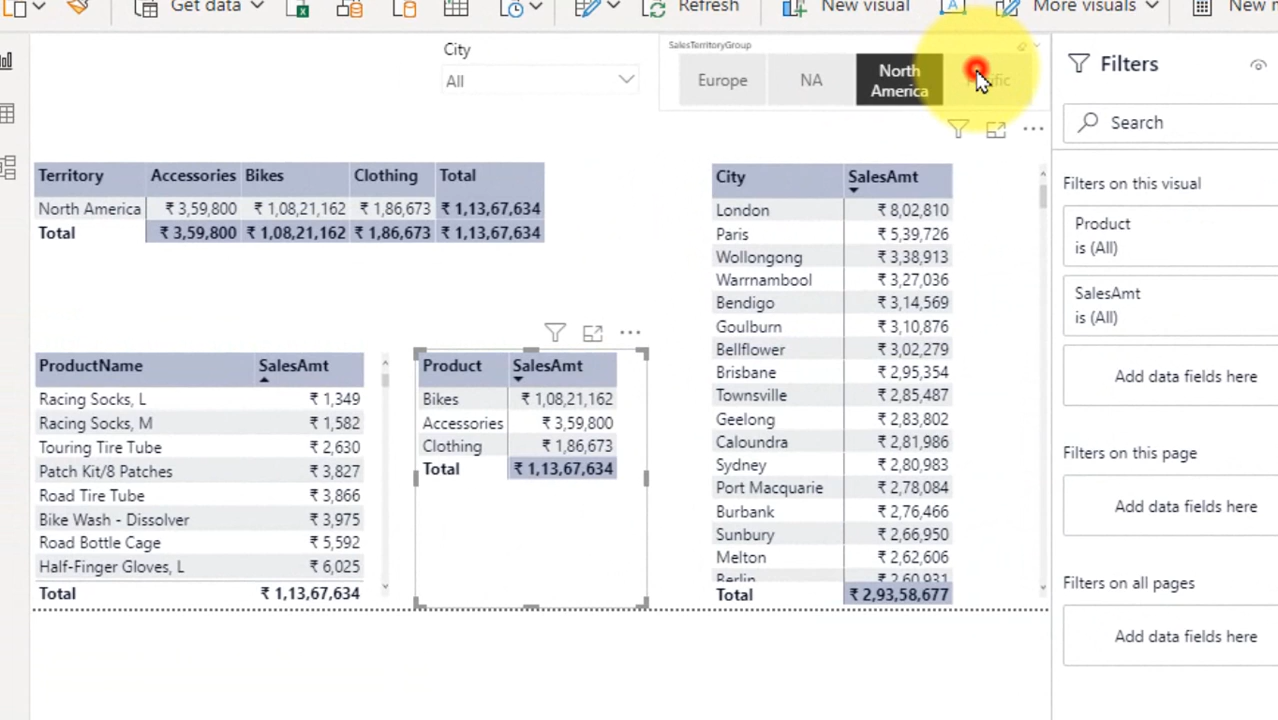 Get data Refresh New visual More visuals New
City
All
SalesTerritoryGroup
Europe NA North America
Filters
Search
Territory Accessories Bikes Clothing Total
North America ₹ 3,59,800 ₹ 1,08,21,162 ₹ 1,86,673 ₹ 1,13,67,634
Total ₹ 3,59,800 ₹ 1,08,21,162 ₹ 1,86,673 ₹ 1,13,67,634
ProductName SalesAmt
Racing Socks, L ₹ 1,349
Racing Socks, M ₹ 1,582
Touring Tire Tube ₹ 2,630
Patch Kit/8 Patches ₹ 3,827
Road Tire Tube ₹ 3,866
Bike Wash - Dissolver ₹ 3,975
Road Bottle Cage ₹ 5,592
Half-Finger Gloves, L ₹ 6,025
Total ₹ 1,13,67,634
Product SalesAmt
Bikes ₹ 1,08,21,162
Accessories ₹ 3,59,800
Clothing ₹ 1,86,673
Total ₹ 1,13,67,634
City SalesAmt
London ₹ 8,02,810
Paris ₹ 5,39,726
Wollongong ₹ 3,38,913
Warrnambool ₹ 3,27,036
Bendigo ₹ 3,14,569
Goulburn ₹ 3,10,876
Bellflower ₹ 3,02,279
Brisbane ₹ 2,95,354
Townsville ₹ 2,85,487
Geelong ₹ 2,83,802
Caloundra ₹ 2,81,986
Sydney ₹ 2,80,983
Port Macquarie ₹ 2,78,084
Burbank ₹ 2,76,466
Sunbury ₹ 2,66,950
Melton ₹ 2,62,606
Berlin ₹ 2,60,931
Total ₹ 2,93,58,677
Filters on this visual
Product
is (All)
SalesAmt
is (All)
Add data fields here
Filters on this page
Add data fields here
Filters on all pages
Add data fields here